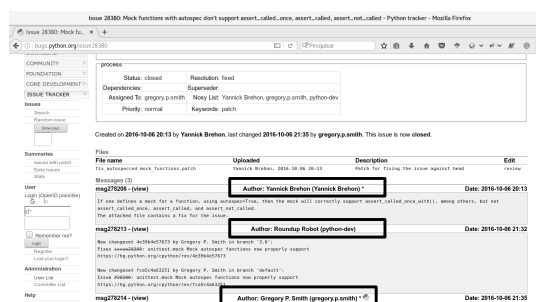 Issue 28380: Mock functions with autospec don't support assert_called_once, assert_called, assert_not_called - Python tracker - Mozilla Firefox
Issue 28380: Mock fu... × +
bugs.python.org/issue28380
Pesquisar
COMMUNITY
FOUNDATION
CORE DEVELOPMENT
ISSUE TRACKER
Issues
Search
Random issue
Show issue
Summaries
Issues with patch
Easy issues
Stats
User
Login (OpenID possible)
Remember me?
Login
Register
Lost your login?
Administration
User List
Committer List
Help
process
Status: closed Resolution: fixed
Dependencies: Superseder:
Assigned To: gregory.p.smith Nosy List: Yannick Brehon, gregory.p.smith, python-dev
Priority: normal Keywords: patch
Created on 2016-10-06 20:13 by Yannick Brehon, last changed 2016-10-06 21:35 by gregory.p.smith. This issue is now closed.
Files
File name Uploaded Description Edit
fix_autospecced_mock_functions.patch Yannick Brehon, 2016-10-06 20:13 Patch for fixing the issue against head review
Messages (3)
msg278208 - (view) Author: Yannick Brehon (Yannick Brehon) * Date: 2016-10-06 20:13
If one defines a mock for a function, using autospec=True, then the mock will correctly support assert_called_once_with(), among others, but not
assert_called_once, assert_called, and assert_not_called.
The attached file contains a fix for the issue.
msg278213 - (view) Author: Roundup Robot (python-dev) Date: 2016-10-06 21:32
New changeset 4e39b4e57673 by Gregory P. Smith in branch '3.6':
Fixes issue28380: unittest.mock Mock autospec functions now properly support
https://hg.python.org/cpython/rev/4e39b4e57673
New changeset fca5c4a63251 by Gregory P. Smith in branch 'default':
Issue #28380: unittest.mock Mock autospec functions now properly support
https://hg.python.org/cpython/rev/fca5c4a63251
msg278214 - (view) Author: Gregory P. Smith (gregory.p.smith) * Date: 2016-10-06 21:35